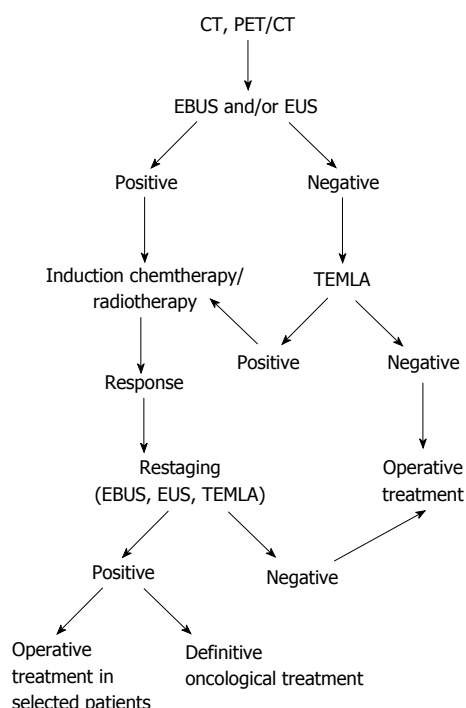 CT, PET/CT
EBUS and/or EUS
Positive
Negative
Induction chemtherapy/
radiotherapy
TEMLA
Positive
Negative
Response
Restaging
(EBUS, EUS, TEMLA)
Operative
treatment
Positive
Negative
Operative
treatment in
selected patients
Definitive
oncological treatment